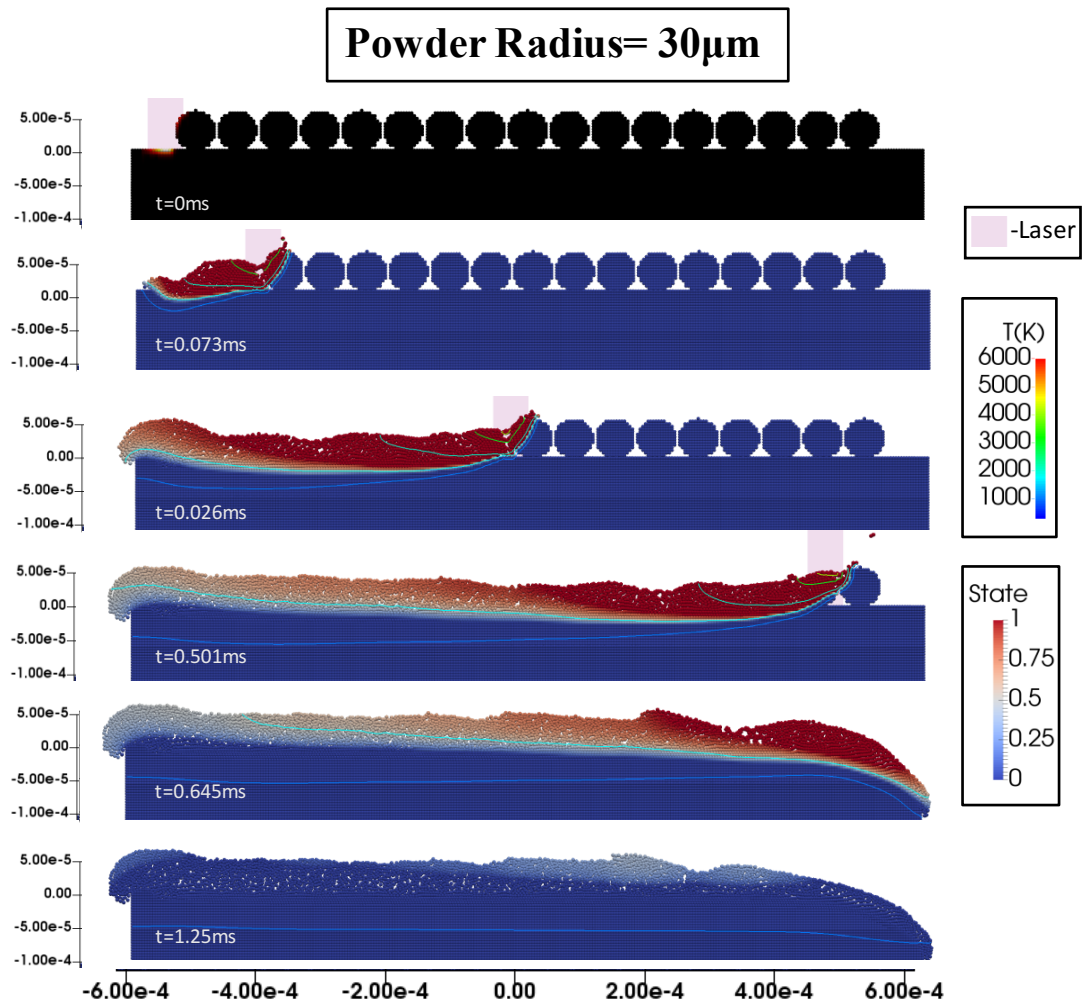 Powder Radius= 30μm
5.00e-5
0.00
-5.00e-5
-1.00e-4
t=0ms
-Laser
5.00e-5
0.00
-5.00e-5
-1.00e-4
t=0.073ms
T(K)
6000
5000
4000
3000
2000
1000
5.00e-5
0.00
-5.00e-5
-1.00e-4
t=0.026ms
5.00e-5
0.00
-5.00e-5
-1.00e-4
t=0.501ms
State
1
0.75
0.5
0.25
0
5.00e-5
0.00
-5.00e-5
-1.00e-4
t=0.645ms
5.00e-5
0.00
-5.00e-5
-1.00e-4
t=1.25ms
-6.00e-4 -4.00e-4 -2.00e-4 0.00 2.00e-4 4.00e-4 6.00e-4